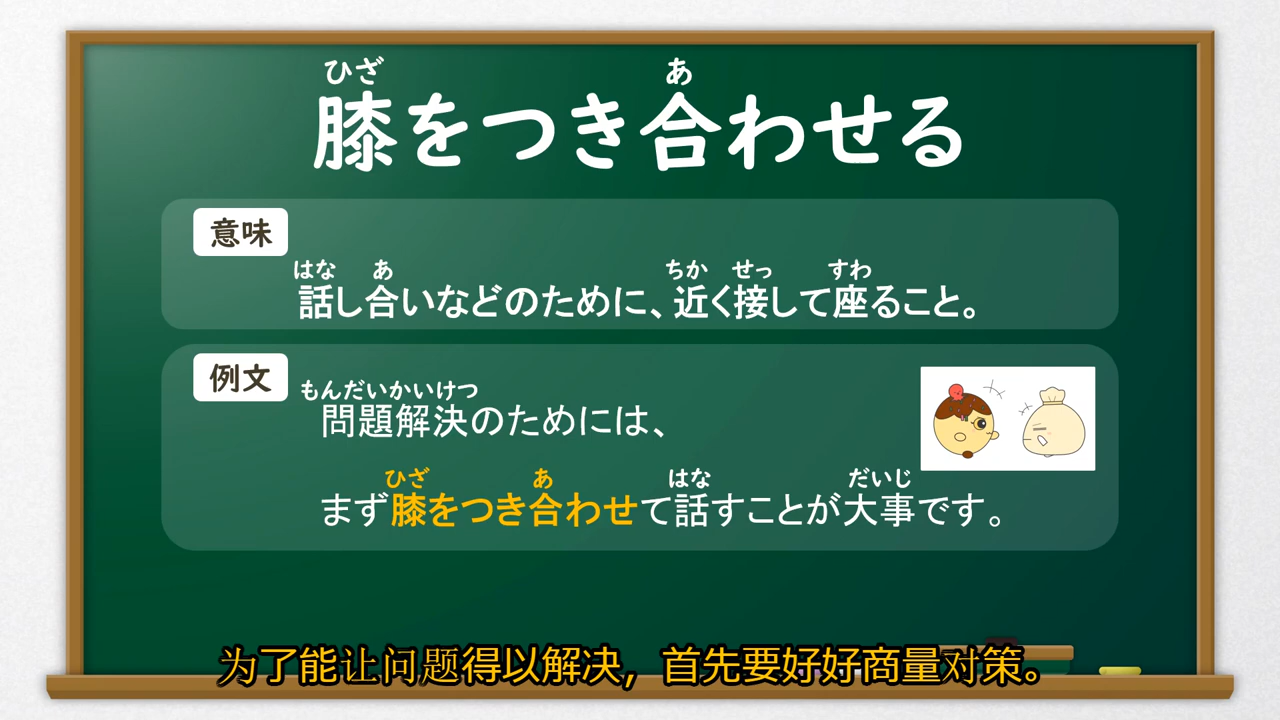 ひざ あ
膝をつき合わせる
意味
はな あ ちか せっ すわ
話し合いなどのために、近く接して座ること。
例文
もんだいかいけつ
問題解決のためには、
ひざ あ はな だいじ
まず膝をつき合わせて話すことが大事です。
为了能让问题得以解决，首先要好好商量对策。